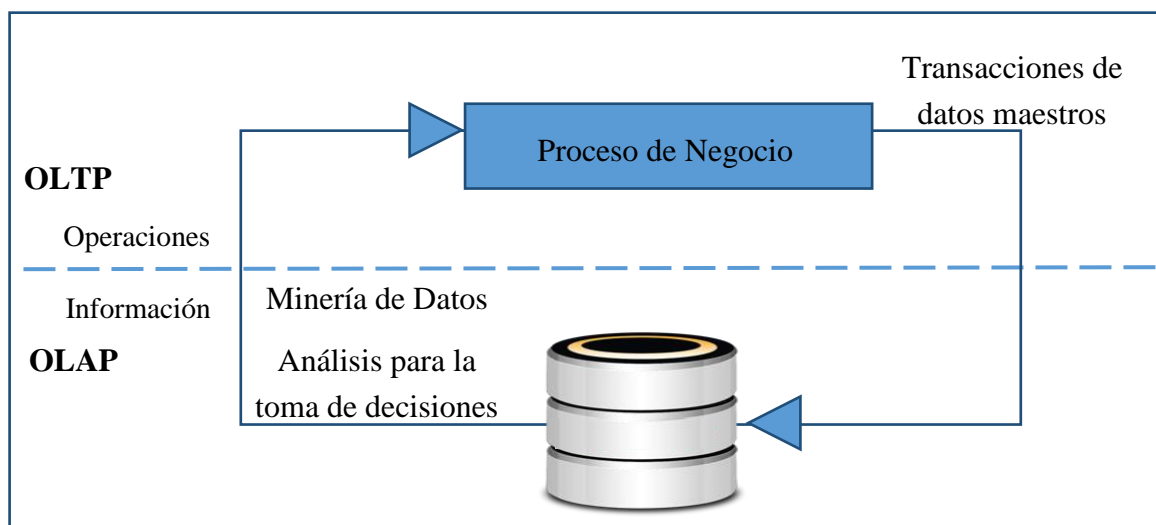 Transacciones de
datos maestros
Proceso de Negocio
OLTP
Operaciones
Información
Minería de Datos
OLAP
Análisis para la
toma de decisiones